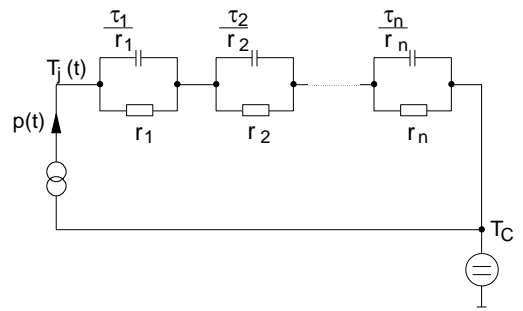 τ1/r1 τ2/r2 τn/rn
Tj (t)
r1 r2 rn
p(t)
TC